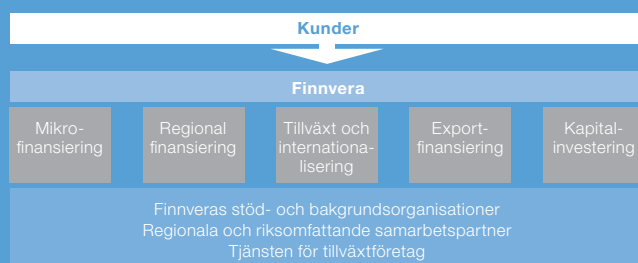 Kunder
Finnvera
Mikro-
finansiering
Regional
finansiering
Tillväxt och
internationa-
lisering
Export-
finansiering
Kapital-
investering
Finnveras stöd- och bakgrundsorganisationer
Regionala och riksomfattande samarbetspartner
Tjänsten för tillväxtföretag